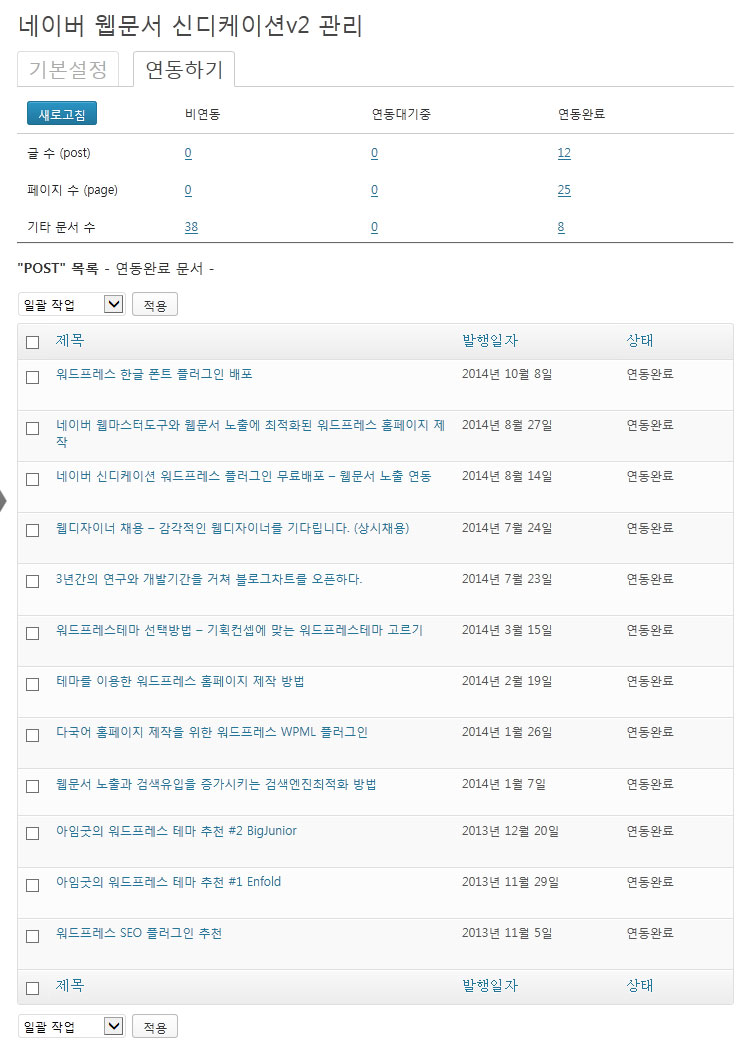 네이버 웹문서 신디케이션v2 관리
기본설정 연동하기
새로고침 비연동 연동대기중 연동완료
글 수 (post) 0 0 12
페이지 수 (page) 0 0 25
기타 문서 수 38 0 8
"POST" 목록 - 연동완료 문서 -
일괄 작업 적용
제목 발행일자 상태
워드프레스 한글 폰트 플러그인 배포 2014년 10월 8일 연동완료
네이버 웹마스터도구와 웹문서 노출에 최적화된 워드프레스 홈페이지 제 2014년 8월 27일 연동완료
작
네이버 신디케이션 워드프레스 플러그인 무료배포 – 웹문서 노출 연동 2014년 8월 14일 연동완료
웹디자이너 채용 – 감각적인 웹디자이너를 기다립니다. (상시채용) 2014년 7월 24일 연동완료
3년간의 연구와 개발기간을 거쳐 블로그차트를 오픈하다. 2014년 7월 23일 연동완료
워드프레스테마 선택방법 – 기획컨셉에 맞는 워드프레스테마 고르기 2014년 3월 15일 연동완료
테마를 이용한 워드프레스 홈페이지 제작 방법 2014년 2월 19일 연동완료
다국어 홈페이지 제작을 위한 워드프레스 WPML 플러그인 2014년 1월 26일 연동완료
웹문서 노출과 검색유입을 증가시키는 검색엔진최적화 방법 2014년 1월 7일 연동완료
아임굿의 워드프레스 테마 추천 #2 BigJunior 2013년 12월 20일 연동완료
아임굿의 워드프레스 테마 추천 #1 Enfold 2013년 11월 29일 연동완료
워드프레스 SEO 플러그인 추천 2013년 11월 5일 연동완료
제목 발행일자 상태
일괄 작업 적용